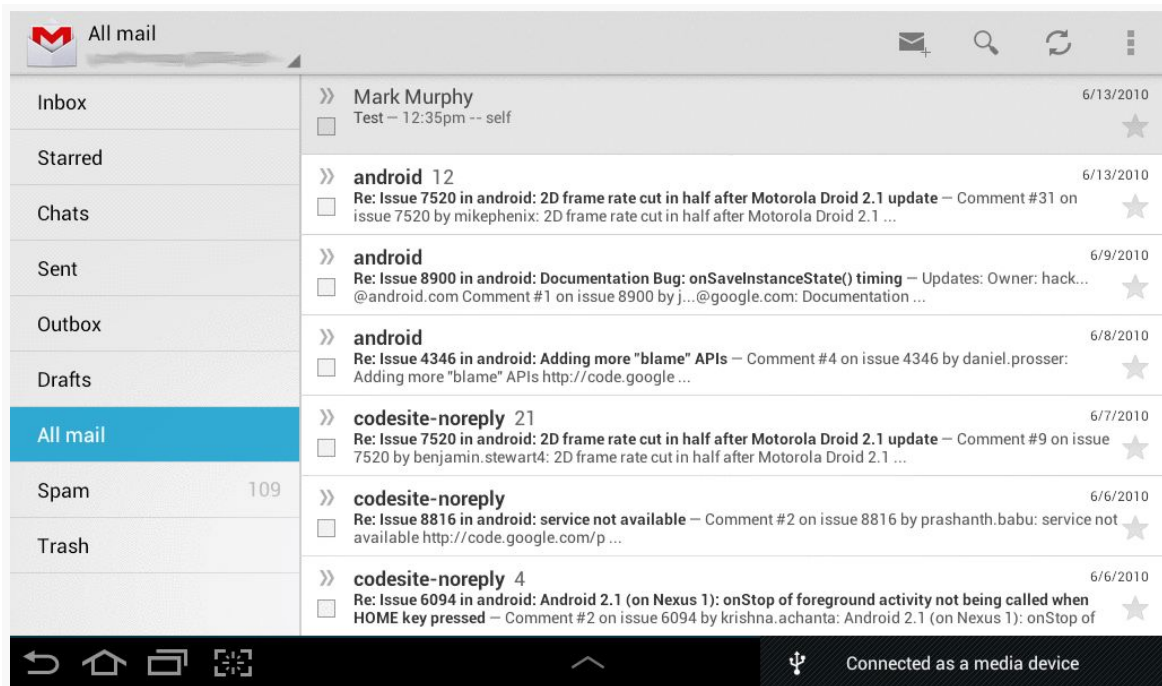 All mail
Inbox
Starred
Chats
Sent
Outbox
Drafts
All mail
Spam 109
Trash
Mark Murphy 6/13/2010
Test — 12:35pm -- self
android 12 6/13/2010
Re: Issue 7520 in android: 2D frame rate cut in half after Motorola Droid 2.1 update — Comment #31 on
issue 7520 by mikephenix: 2D frame rate cut in half after Motorola Droid 2.1 ...
android 6/9/2010
Re: Issue 8900 in android: Documentation Bug: onSaveInstanceState() timing — Updates: Owner: hack...
@android.com Comment #1 on issue 8900 by j...@google.com: Documentation ...
android 6/8/2010
Re: Issue 4346 in android: Adding more "blame" APIs — Comment #4 on issue 4346 by daniel.prosser:
Adding more "blame" APIs http://code.google ...
codesite-noreply 21 6/7/2010
Re: Issue 7520 in android: 2D frame rate cut in half after Motorola Droid 2.1 update — Comment #9 on issue
7520 by benjamin.stewart4: 2D frame rate cut in half after Motorola Droid 2.1 ...
codesite-noreply 6/6/2010
Re: Issue 8816 in android: service not available — Comment #2 on issue 8816 by prashanth.babu: service not
available http://code.google.com/p ...
codesite-noreply 4 6/6/2010
Re: Issue 6094 in android: Android 2.1 (on Nexus 1): onStop of foreground activity not being called when
HOME key pressed — Comment #2 on issue 6094 by krishna.achanta: Android 2.1 (on Nexus 1): onStop of
Connected as a media device